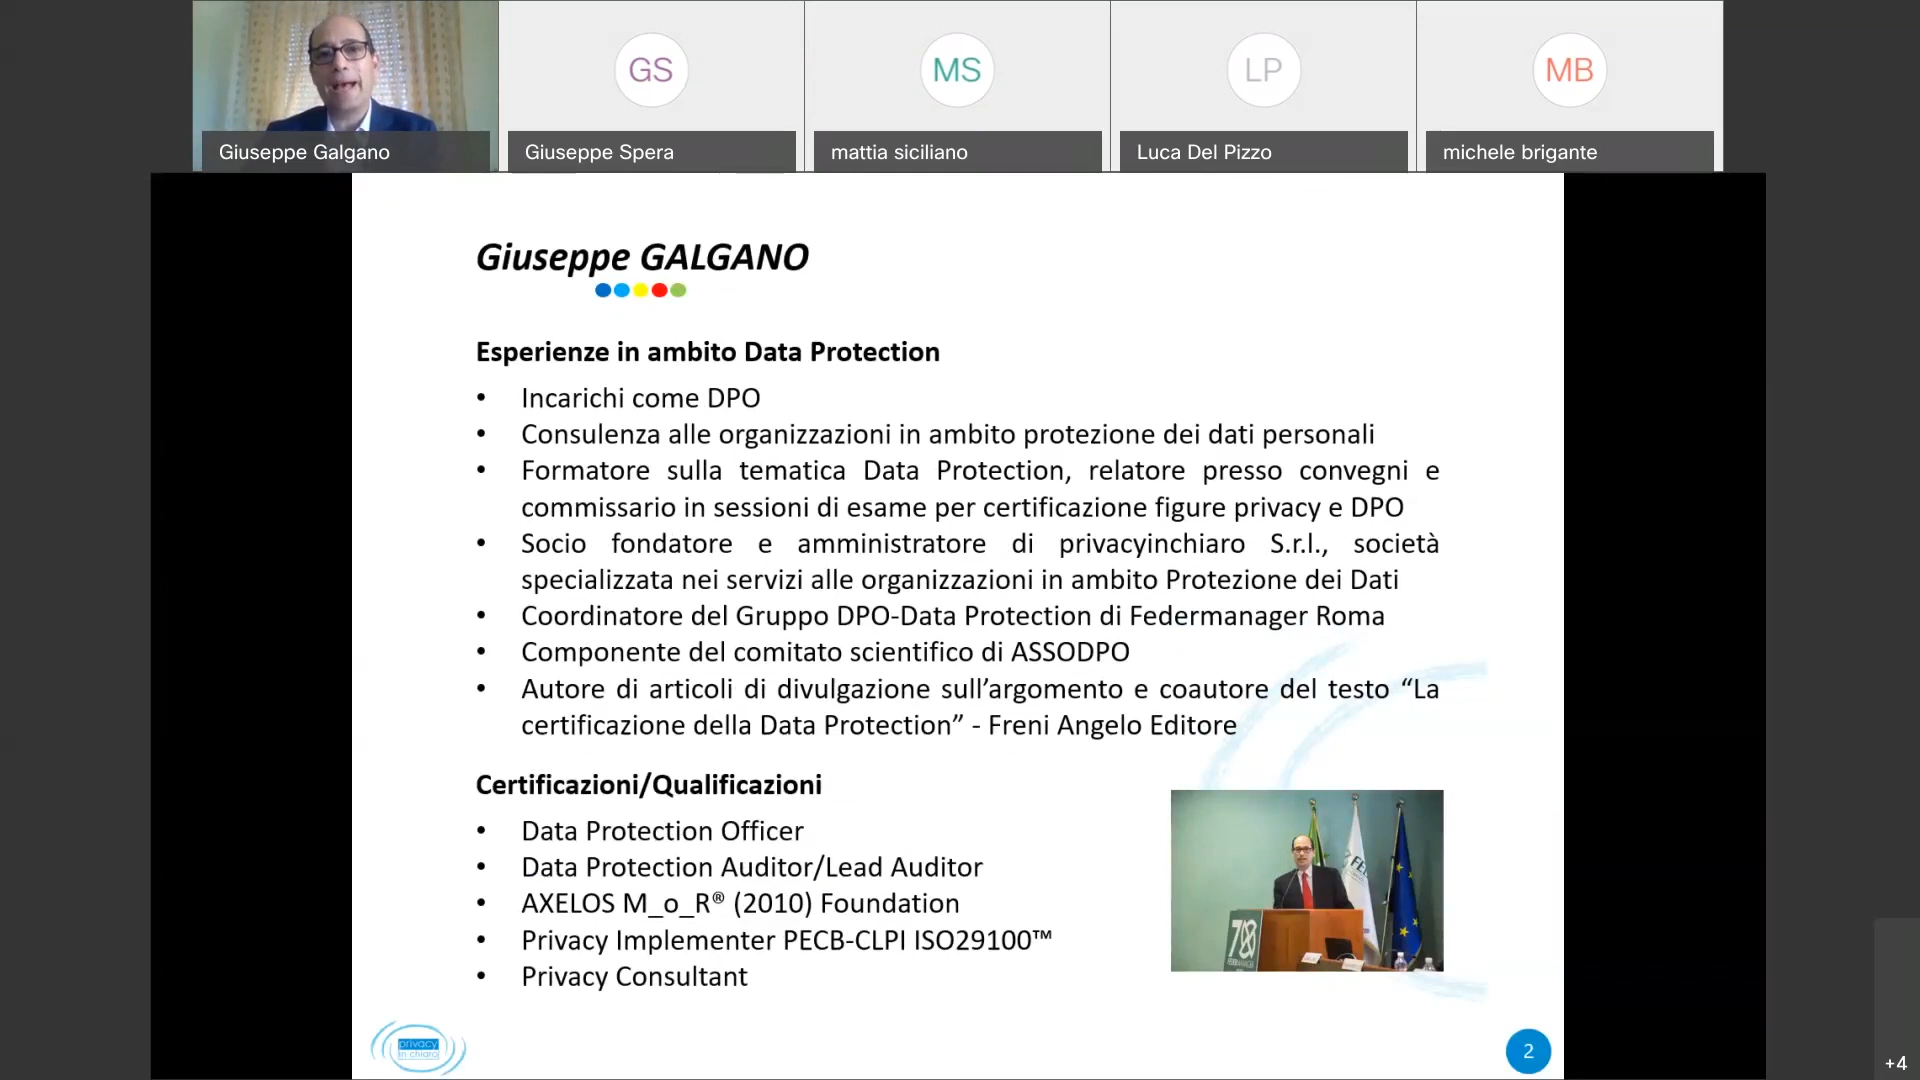 GS
MS
LP
MB
Giuseppe Galgano
Giuseppe Spera
mattia siciliano
Luca Del Pizzo
michele brigante
Giuseppe GALGANO
Esperienze in ambito Data Protection
• Incarichi come DPO
• Consulenza alle organizzazioni in ambito protezione dei dati personali
• Formatore sulla tematica Data Protection, relatore presso convegni e
commissario in sessioni di esame per certificazione figure privacy e DPO
• Socio fondatore e amministratore di privacyinchiaro S.r.l., società
specializzata nei servizi alle organizzazioni in ambito Protezione dei Dati
• Coordinatore del Gruppo DPO-Data Protection di Federmanager Roma
• Componente del comitato scientifico di ASSODPO
• Autore di articoli di divulgazione sull’argomento e coautore del testo “La
certificazione della Data Protection” - Freni Angelo Editore
Certificazioni/Qualificazioni
• Data Protection Officer
• Data Protection Auditor/Lead Auditor
• AXELOS M_o_R® (2010) Foundation
• Privacy Implementer PECB-CLPI ISO29100™
• Privacy Consultant
70
privacy
in chiaro
2
+4